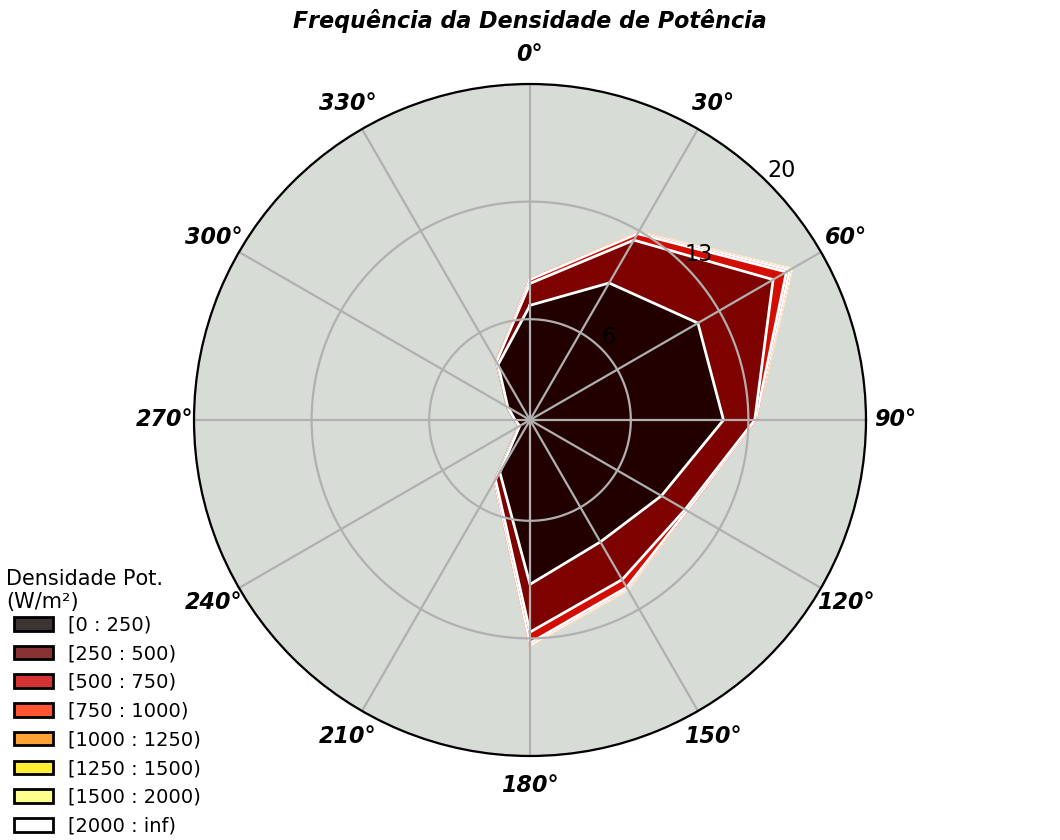 Frequência da Densidade de Potência
0°
330°
30°
20
300°
60°
13
6
270°
90°
240°
120°
210°
150°
180°
Densidade Pot.
(W/m²)
[0 : 250)
[250 : 500)
[500 : 750)
[750 : 1000)
[1000 : 1250)
[1250 : 1500)
[1500 : 2000)
[2000 : inf)